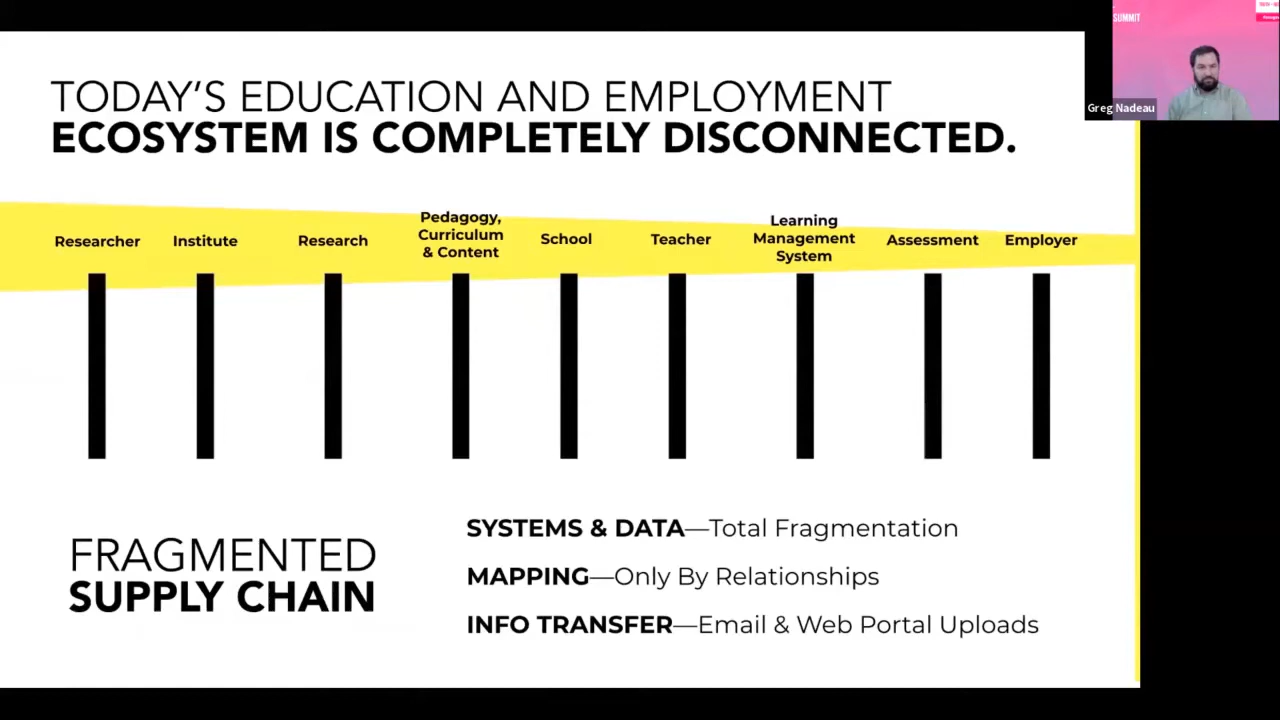 SUMMIT
Greg Nadeau
TODAY'S EDUCATION AND EMPLOYMENT
ECOSYSTEM IS COMPLETELY DISCONNECTED.
Researcher
Institute
Research
Pedagogy,
Curriculum
& Content
School
Teacher
Learning
Management
System
Assessment
Employer
FRAGMENTED
SUPPLY CHAIN
SYSTEMS & DATA—Total Fragmentation
MAPPING—Only By Relationships
INFO TRANSFER—Email & Web Portal Uploads